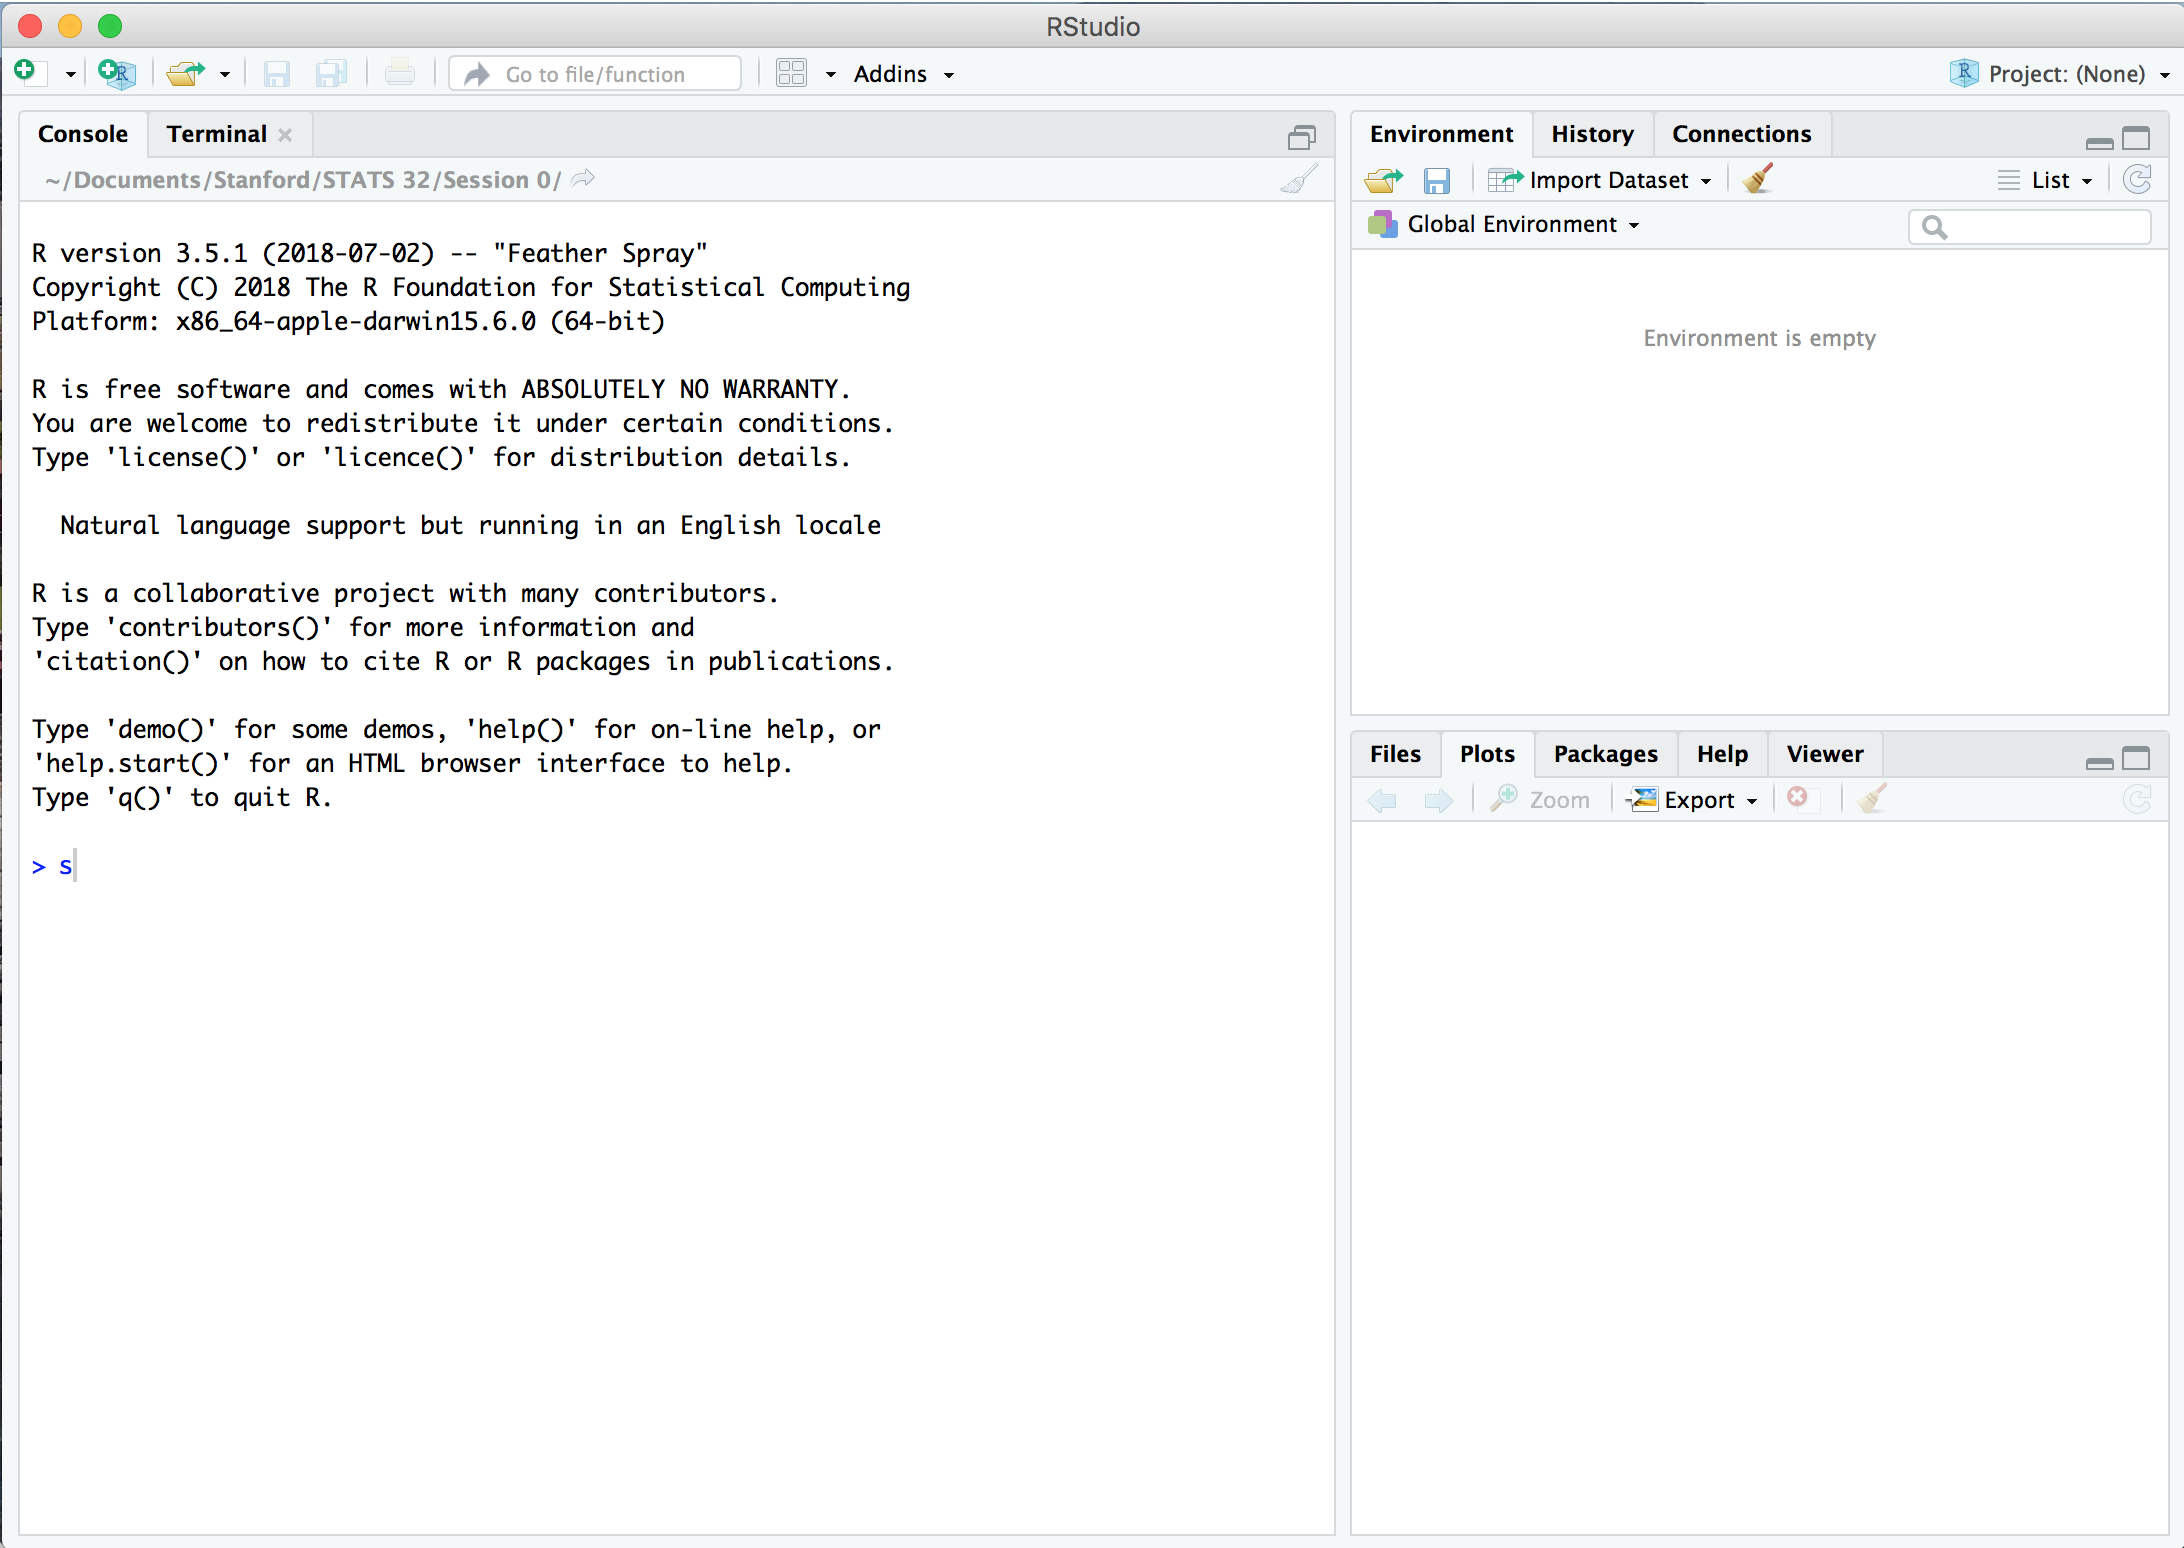 RStudio
Go to file/function
Addins
Project: (None)
Console Terminal
~/Documents/Stanford/STATS 32/Session 0/
R version 3.5.1 (2018-07-02) -- "Feather Spray"
Copyright (C) 2018 The R Foundation for Statistical Computing
Platform: x86_64-apple-darwin15.6.0 (64-bit)
R is free software and comes with ABSOLUTELY NO WARRANTY.
You are welcome to redistribute it under certain conditions.
Type 'license()' or 'licence()' for distribution details.
Natural language support but running in an English locale
R is a collaborative project with many contributors.
Type 'contributors()' for more information and
'citation()' on how to cite R or R packages in publications.
Type 'demo()' for some demos, 'help()' for on-line help, or
'help.start()' for an HTML browser interface to help.
Type 'q()' to quit R.
> s
Environment History Connections
Import Dataset List
Global Environment
Environment is empty
Files Plots Packages Help Viewer
Zoom Export